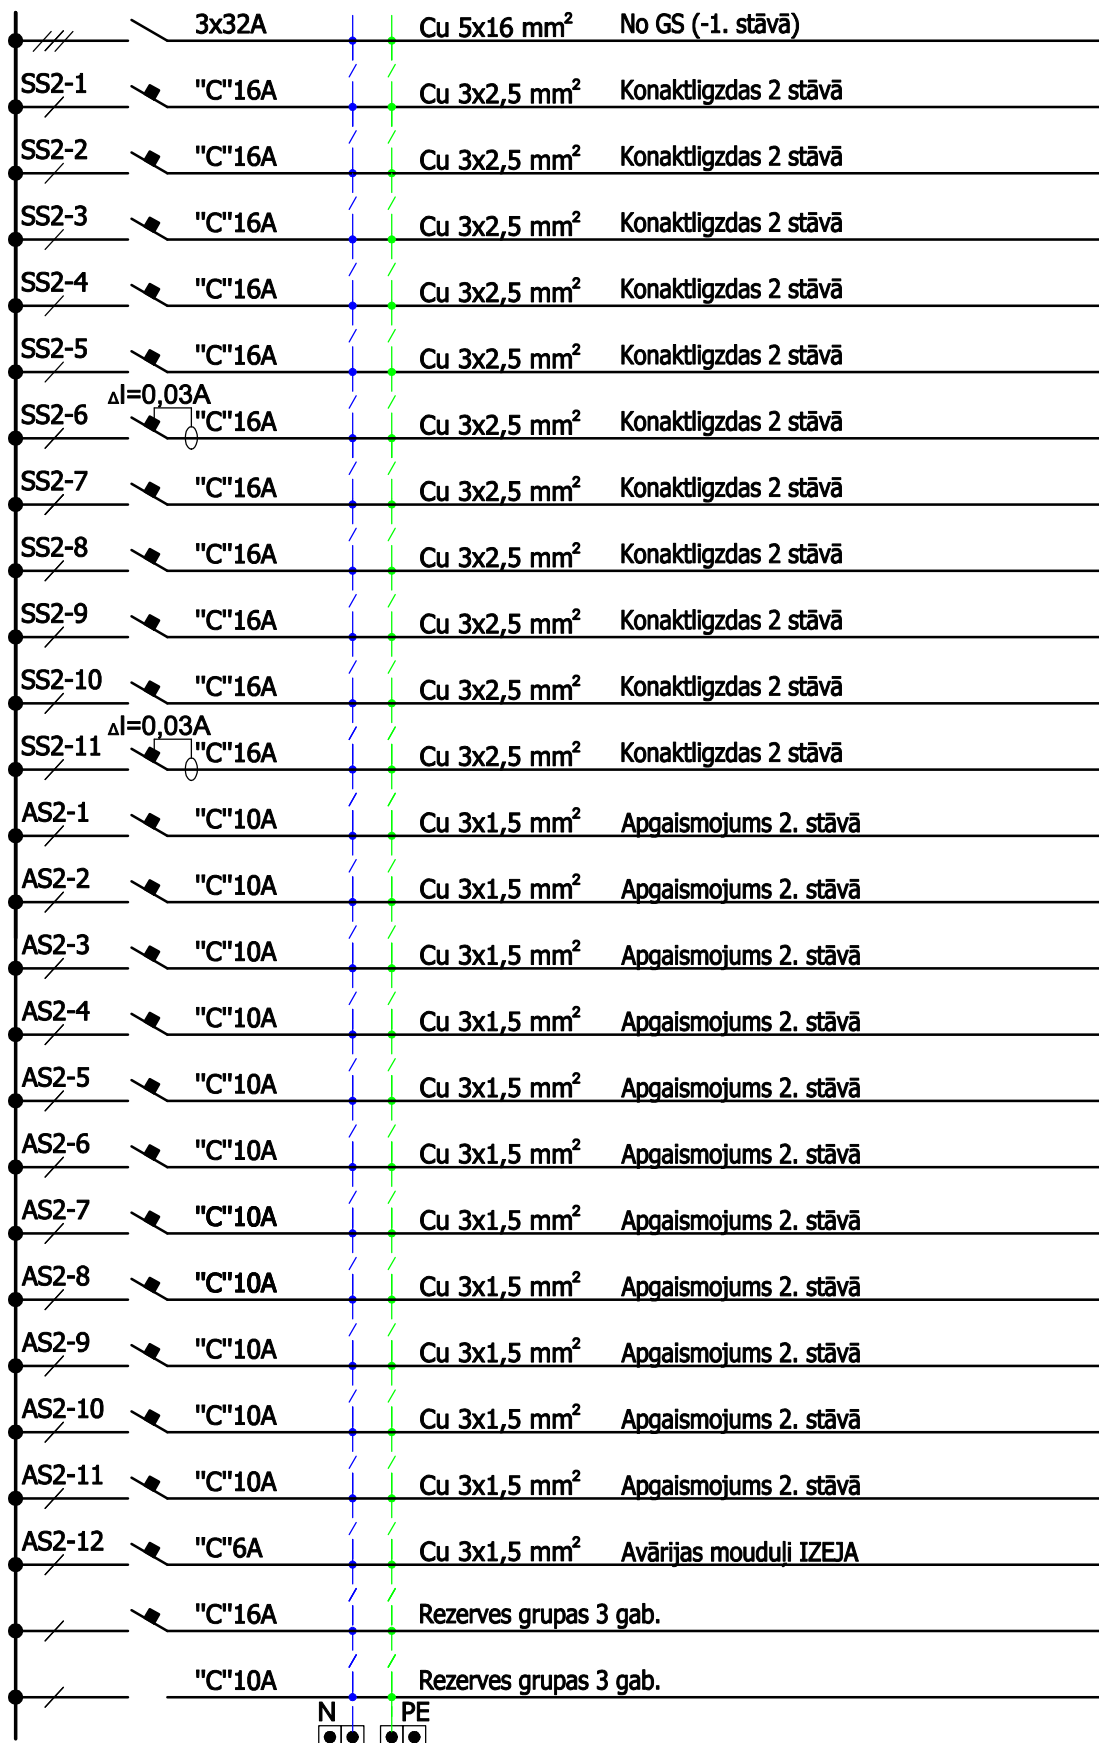 3x32A Cu 5x16 mm² No GS (-1. stāvā)
SS2-1 "C"16A Cu 3x2,5 mm² Konaktligzdas 2 stāvā
SS2-2 "C"16A Cu 3x2,5 mm² Konaktligzdas 2 stāvā
SS2-3 "C"16A Cu 3x2,5 mm² Konaktligzdas 2 stāvā
SS2-4 "C"16A Cu 3x2,5 mm² Konaktligzdas 2 stāvā
SS2-5 "C"16A Cu 3x2,5 mm² Konaktligzdas 2 stāvā
ΔI=0,03A
SS2-6 "C"16A Cu 3x2,5 mm² Konaktligzdas 2 stāvā
SS2-7 "C"16A Cu 3x2,5 mm² Konaktligzdas 2 stāvā
SS2-8 "C"16A Cu 3x2,5 mm² Konaktligzdas 2 stāvā
SS2-9 "C"16A Cu 3x2,5 mm² Konaktligzdas 2 stāvā
SS2-10 "C"16A Cu 3x2,5 mm² Konaktligzdas 2 stāvā
ΔI=0,03A
SS2-11 "C"16A Cu 3x2,5 mm² Konaktligzdas 2 stāvā
AS2-1 "C"10A Cu 3x1,5 mm² Apgaismojums 2. stāvā
AS2-2 "C"10A Cu 3x1,5 mm² Apgaismojums 2. stāvā
AS2-3 "C"10A Cu 3x1,5 mm² Apgaismojums 2. stāvā
AS2-4 "C"10A Cu 3x1,5 mm² Apgaismojums 2. stāvā
AS2-5 "C"10A Cu 3x1,5 mm² Apgaismojums 2. stāvā
AS2-6 "C"10A Cu 3x1,5 mm² Apgaismojums 2. stāvā
AS2-7 "C"10A Cu 3x1,5 mm² Apgaismojums 2. stāvā
AS2-8 "C"10A Cu 3x1,5 mm² Apgaismojums 2. stāvā
AS2-9 "C"10A Cu 3x1,5 mm² Apgaismojums 2. stāvā
AS2-10 "C"10A Cu 3x1,5 mm² Apgaismojums 2. stāvā
AS2-11 "C"10A Cu 3x1,5 mm² Apgaismojums 2. stāvā
AS2-12 "C"6A Cu 3x1,5 mm² Avārijas mouduļi IZEJA
"C"16A Rezerves grupas 3 gab.
"C"10A Rezerves grupas 3 gab.
N PE